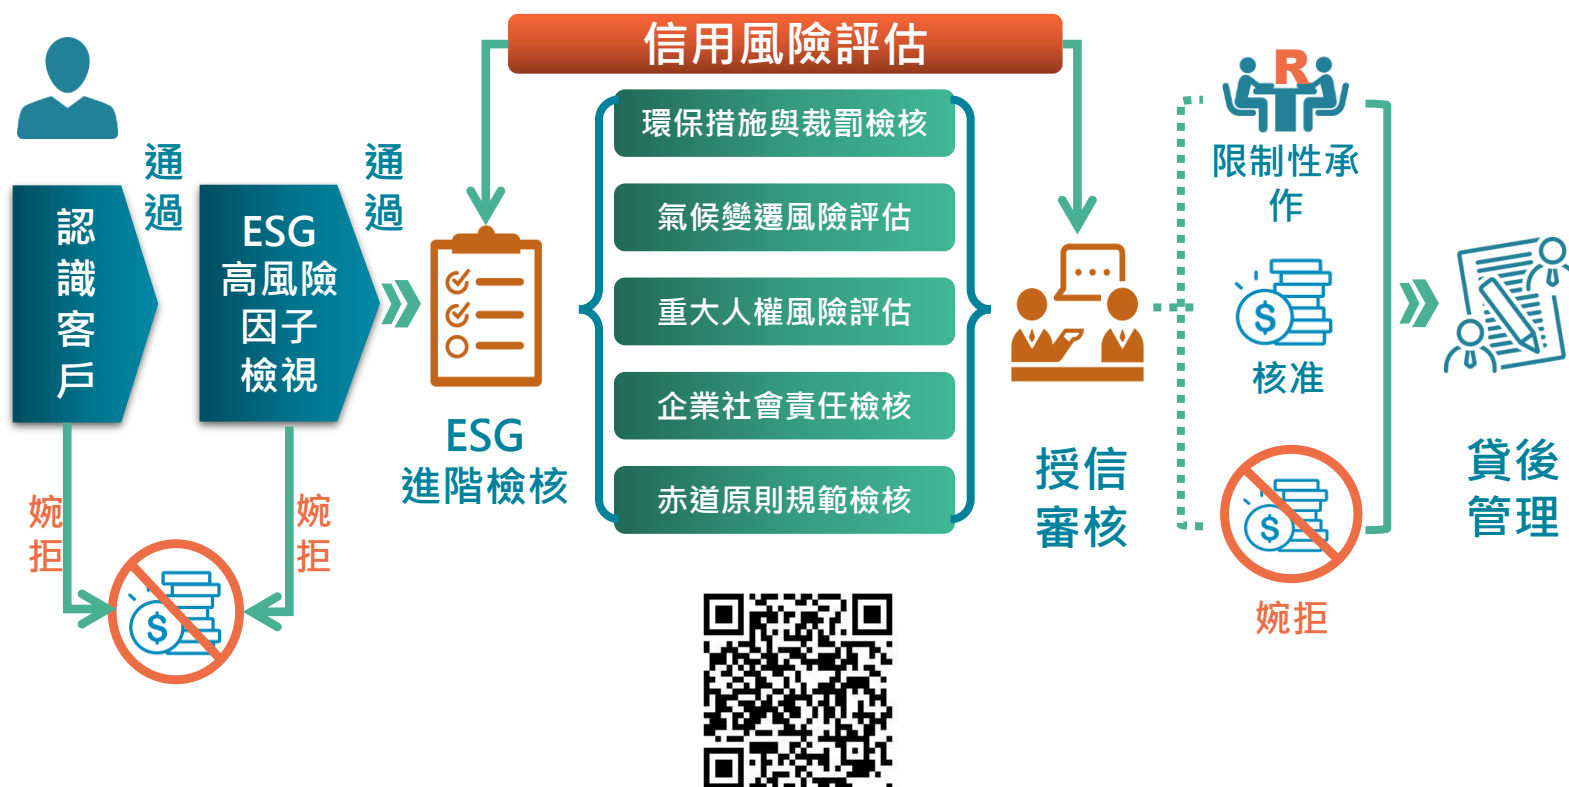 信用風險評估
通過
認識客戶
婉拒
通過
ESG
高風險
因子
檢視
婉拒
ESG
進階檢核
環保措施與裁罰檢核
氣候變遷風險評估
重大人權風險評估
企業社會責任檢核
赤道原則規範檢核
授信
審核
R
限制性承
作
$
核准
$
婉拒
貸後
管理
$